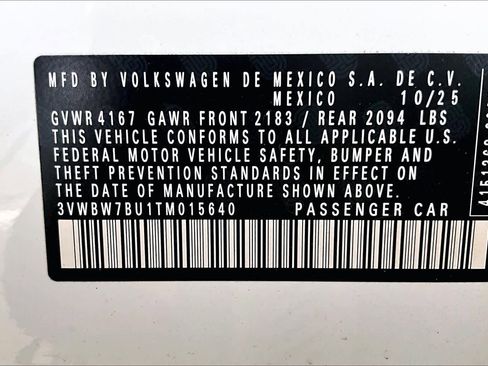 MFD BY VOLKSWAGEN DE MEXICO S.A. DE C.V.
MEXICO 10/25
GVWR 4167 GAWR FRONT 2183 / REAR 2094 LBS
THIS VEHICLE CONFORMS TO ALL APPLICABLE U.S.
FEDERAL MOTOR VEHICLE SAFETY, BUMPER AND
THEFT PREVENTION STANDARDS IN EFFECT ON
THE DATE OF MANUFACTURE SHOWN ABOVE.
3VWBW7BU1TM015640 PASSENGER CAR